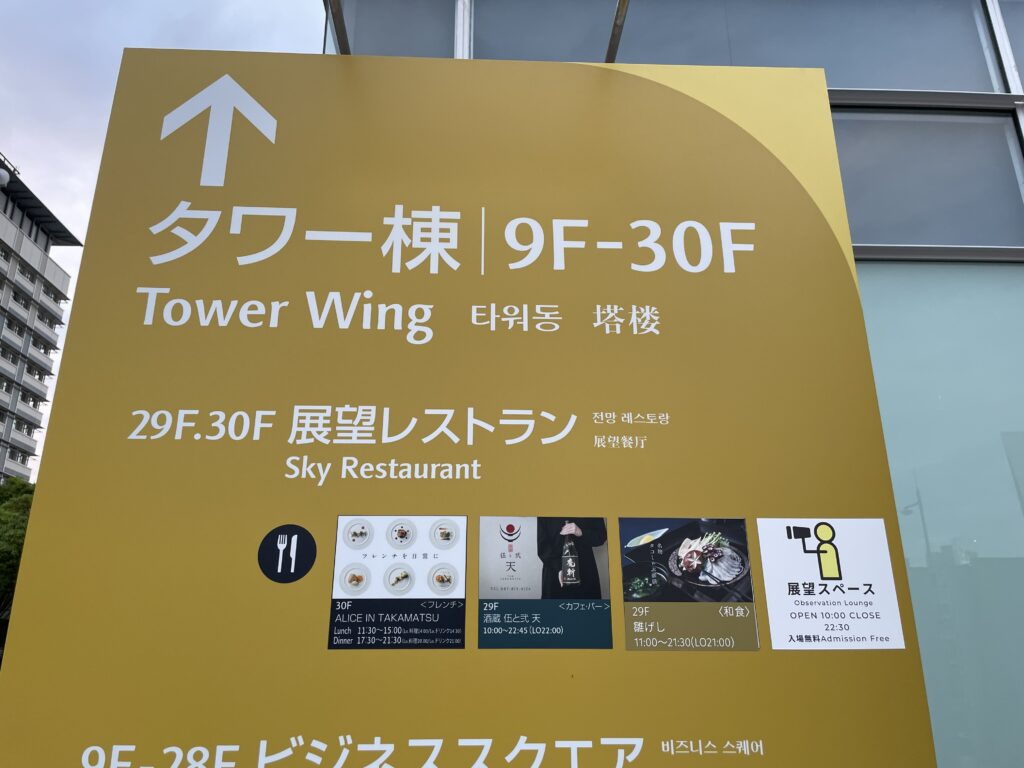 タワー棟 9F-30F
Tower Wing 타워동 塔楼
29F.30F 展望レストラン 전망 레스토랑
Sky Restaurant 展望餐厅
フレンチを日常に
30F <フレンチ>
ALICE IN TAKAMATSU
Lunch 11:30~15:00
Dinner 17:30~21:30
伍と弐
天
29F <カフェ・バー>
酒蔵 伍と弐 天
10:00~22:45 (LO22:00)
29F 〈和食〉
雛げし
11:00~21:30(LO21:00)
展望スペース
Observation Lounge
OPEN 10:00 CLOSE
22:30
入場無料Admission Free
9F-28F ビジネススクエア 비즈니스 스퀘어